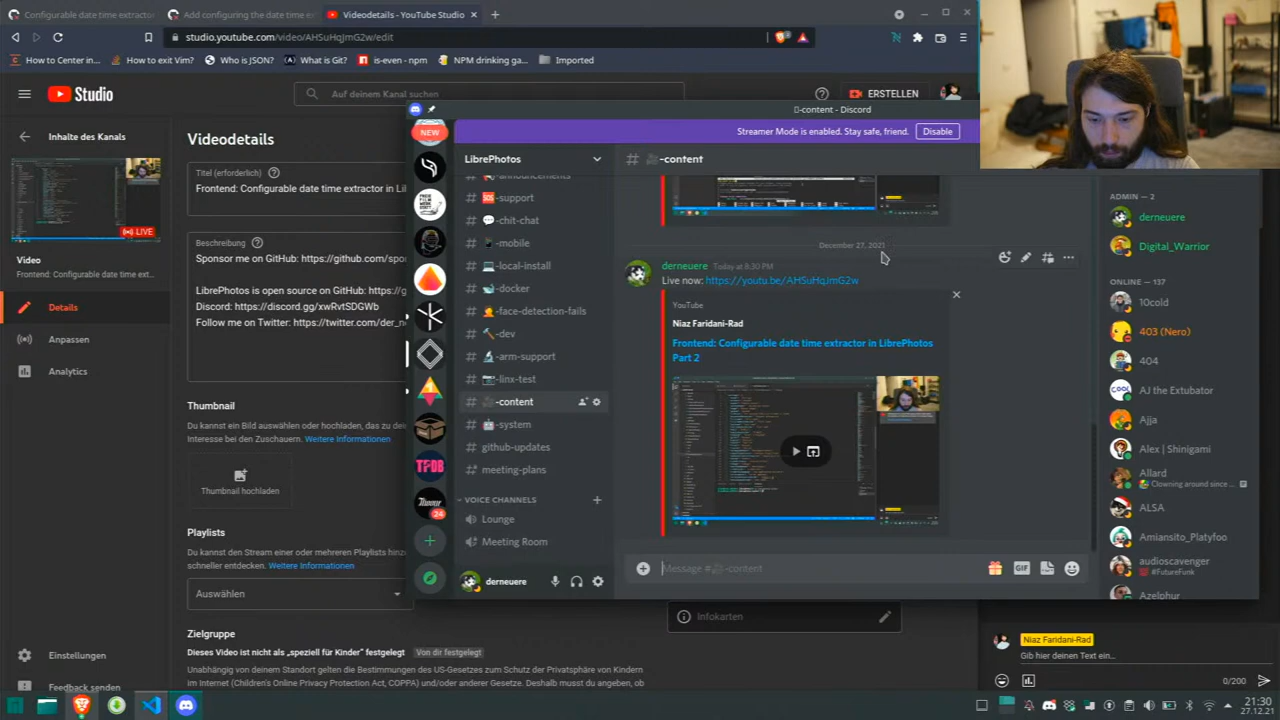 Configurable date time extractor
Add configuring the date time ex
Videodetails - YouTube Studio
studio.youtube.com/video/AHSuHqJmG2w/edit
How to Center in...
How to exit Vim?
Who is JSON?
What is Git?
is-even - npm
NPM drinking ga...
Imported
Studio
Auf deinem Kanal suchen
ERSTELLEN
-content - Discord
Streamer Mode is enabled. Stay safe, friend.
Disable
Inhalte des Kanals
LIVE
Video
Frontend: Configurable date time extractor in L
Details
Anpassen
Analytics
Einstellungen
Feedback senden
Videodetails
Titel (erforderlich)
Frontend: Configurable date time extractor in Li
Beschreibung
Sponsor me on GitHub: https://github.com/spon
LibrePhotos is open source on GitHub: https://g
Discord: https://discord.gg/xwRvtSDGWb
Follow me on Twitter: https://twitter.com/der_n
Thumbnail
Du kannst ein Bild auswählen oder hochladen, das zu
Interesse bei den Zuschauern. Weitere Informationen
Thumbnail hochladen
Playlists
Du kannst den Stream einer oder mehreren Playlists hinzu
schneller entdecken. Weitere Informationen
Auswählen
Zielgruppe
Dieses Video ist nicht als „speziell für Kinder" festgelegt
Von dir festgelegt
Unabhängig von deinem Standort gelten die Bestimmungen des US-Gesetzes zum Schutz der Privatsphäre von Kindern
im Internet (Children's Online Privacy Protection Act, COPPA) und/oder anderer Gesetze. Deshalb musst du angeben, ob
NEW
TFOB
24
LibrePhotos
-announcements
-support
-chit-chat
-mobile
-local-install
-docker
-face-detection-fails
-dev
-arm-support
-linx-test
-content
-system
github-updates
meeting-plans
VOICE CHANNELS
Lounge
Meeting Room
derneuere
-content
December 27, 2021
derneuere Today at 9:30 PM
Live now: https://youtu.be/AHSuHqJmG2w
YouTube
Niaz Faridani-Rad
Frontend: Configurable date time extractor in LibrePhotos
Part 2
Message #-content
GIF
Infokarten
ADMIN — 2
derneuere
Digital_Warrior
ONLINE — 137
10cold
403 (Nero)
404
AJ the Extubator
Ajja
Alex | Shinigami
Allard
Clowning around since ...
ALSA
Amiansito_Platyfoo
audioscavenger
#FutureFunk
Azelphur
Niaz Faridani-Rad
Gib hier deinen Text ein...
0/200
21:30
27.12.21